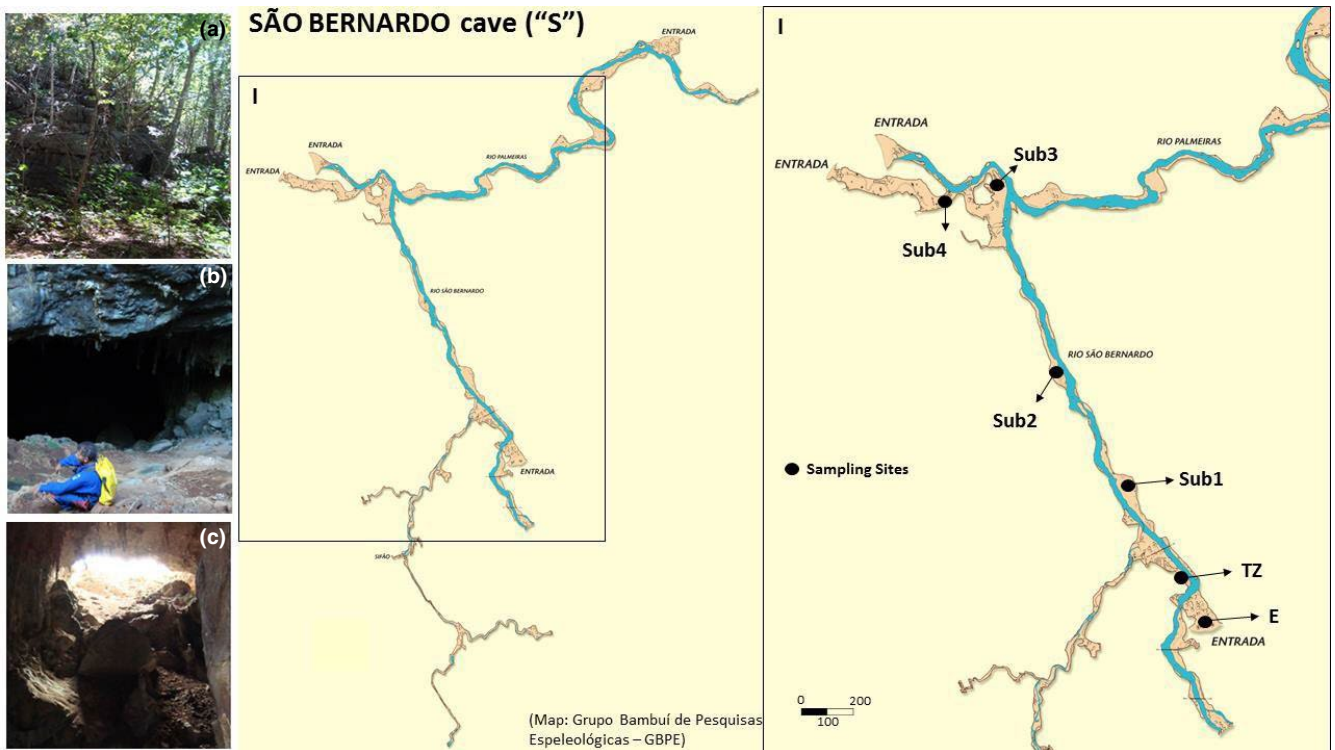 (a)
(b)
(c)
SÃO BERNARDO cave (“S”)
I
ENTRADA
ENTRADA
ENTRADA
RIO PALMEIRAS
RIO SÃO BERNARDO
ENTRADA
SIFÃO
(Map: Grupo Bambuí de Pesquisas
Espeleológicas – GBPE)
I
ENTRADA
ENTRADA
RIO PALMEIRAS
Sub3
Sub4
RIO SÃO BERNARDO
Sub2
Sampling Sites
Sub1
TZ
E
ENTRADA
0 200
100